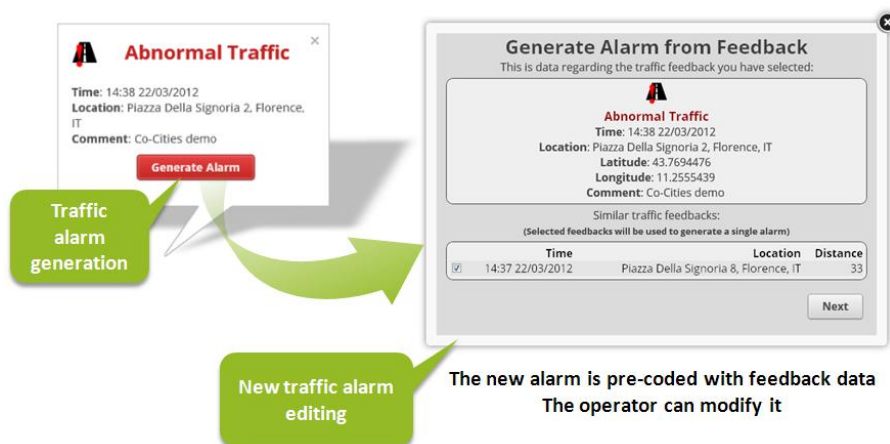 Abnormal Traffic
Time: 14:38 22/03/2012
Location: Piazza Della Signoria 2, Florence,
IT
Comment: Co-Cities demo
Generate Alarm
Traffic
alarm
generation
Generate Alarm from Feedback
This is data regarding the traffic feedback you have selected:
Abnormal Traffic
Time: 14:38 22/03/2012
Location: Piazza Della Signoria 2, Florence, IT
Latitude: 43.7694476
Longitude: 11.2555439
Comment: Co-Cities demo
Similar traffic feedbacks:
(Selected feedbacks will be used to generate a single alarm)
Time Location Distance
14:37 22/03/2012 Piazza Della Signoria 8, Florence, IT 33
Next
New traffic alarm
editing
The new alarm is pre-coded with feedback data
The operator can modify it